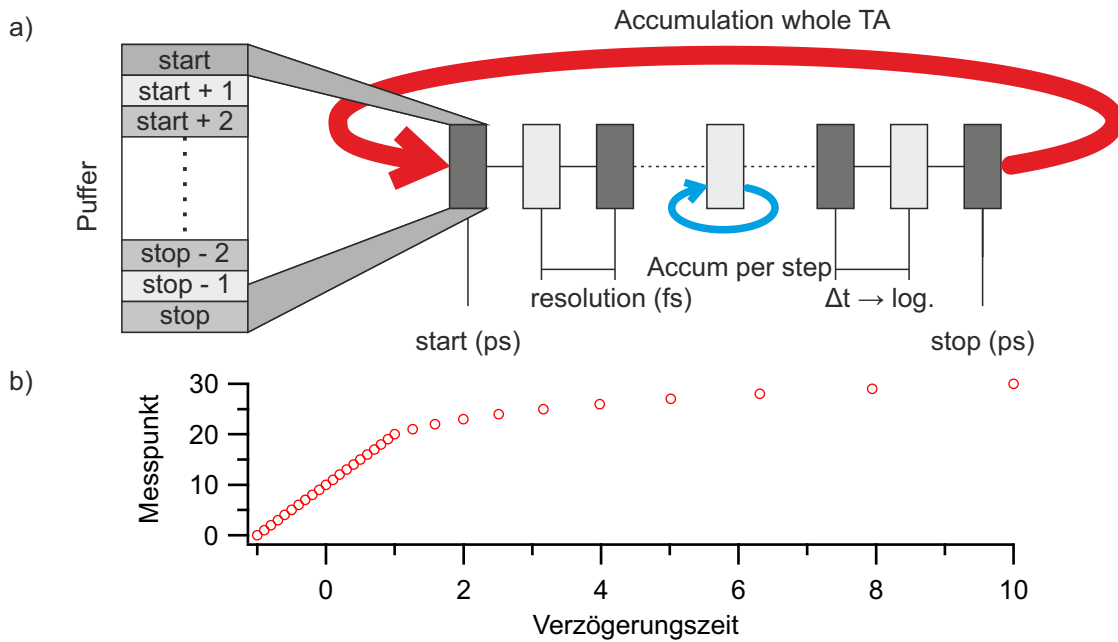 a)
Accumulation whole TA
start
start + 1
start + 2
Puffer
stop - 2
stop - 1
stop
Accum per step
resolution (fs)
Δt → log.
start (ps)
stop (ps)
b)
30
20
10
0
Messpunkt
0 2 4 6 8 10
Verzögerungszeit